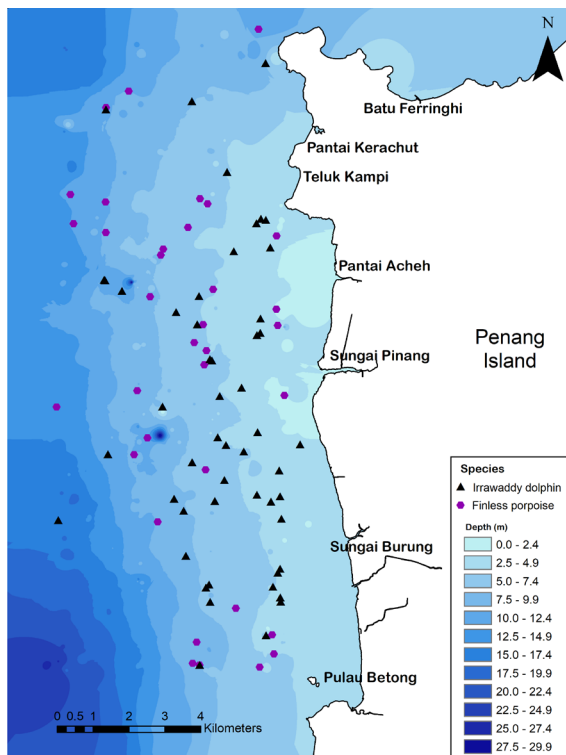 N
Batu Ferringhi
Pantai Kerachut
Teluk Kampi
Pantai Acheh
Penang
Island
Sungai Pinang
Sungai Burung
Pulau Betong
Species
Irrawaddy dolphin
Finless porpoise
Depth (m)
0.0 - 2.4
2.5 - 4.9
5.0 - 7.4
7.5 - 9.9
10.0 - 12.4
12.5 - 14.9
15.0 - 17.4
17.5 - 19.9
20.0 - 22.4
22.5 - 24.9
25.0 - 27.4
27.5 - 29.9
0 0.5 1 2 3 4
Kilometers